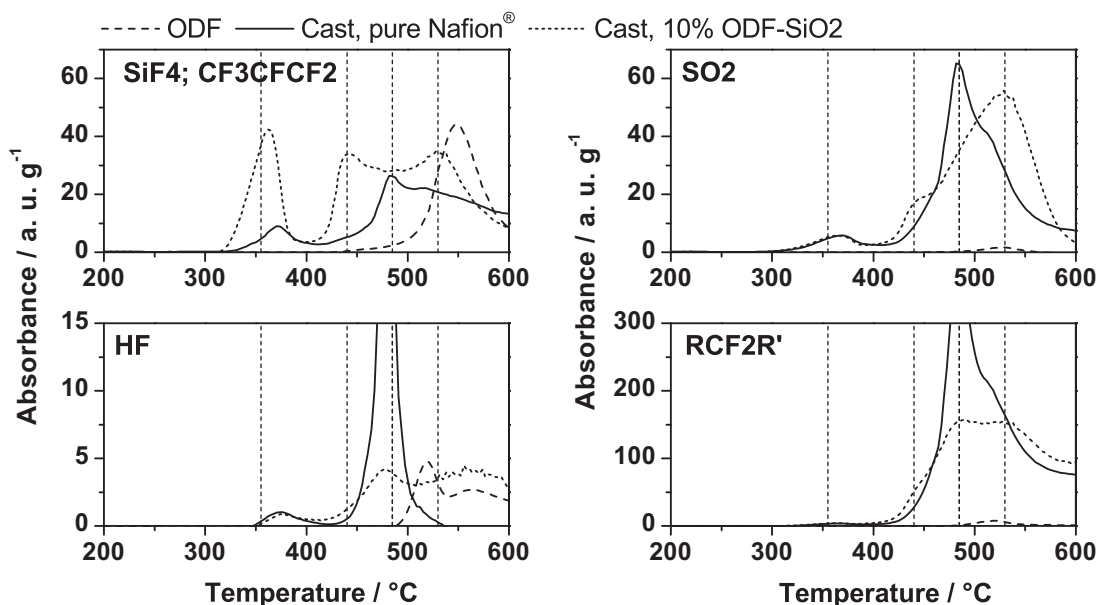 ODF Cast, pure Nafion® Cast, 10% ODF-SiO2
SiF4; CF3CFCF2
60
40
20
0
200 300 400 500 600
SO2
60
40
20
0
200 300 400 500 600
Absorbance / a. u. g-1
Absorbance / a. u. g-1
HF
15
10
5
0
200 300 400 500 600
Temperature / °C
RCF2R'
300
200
100
0
200 300 400 500 600
Temperature / °C